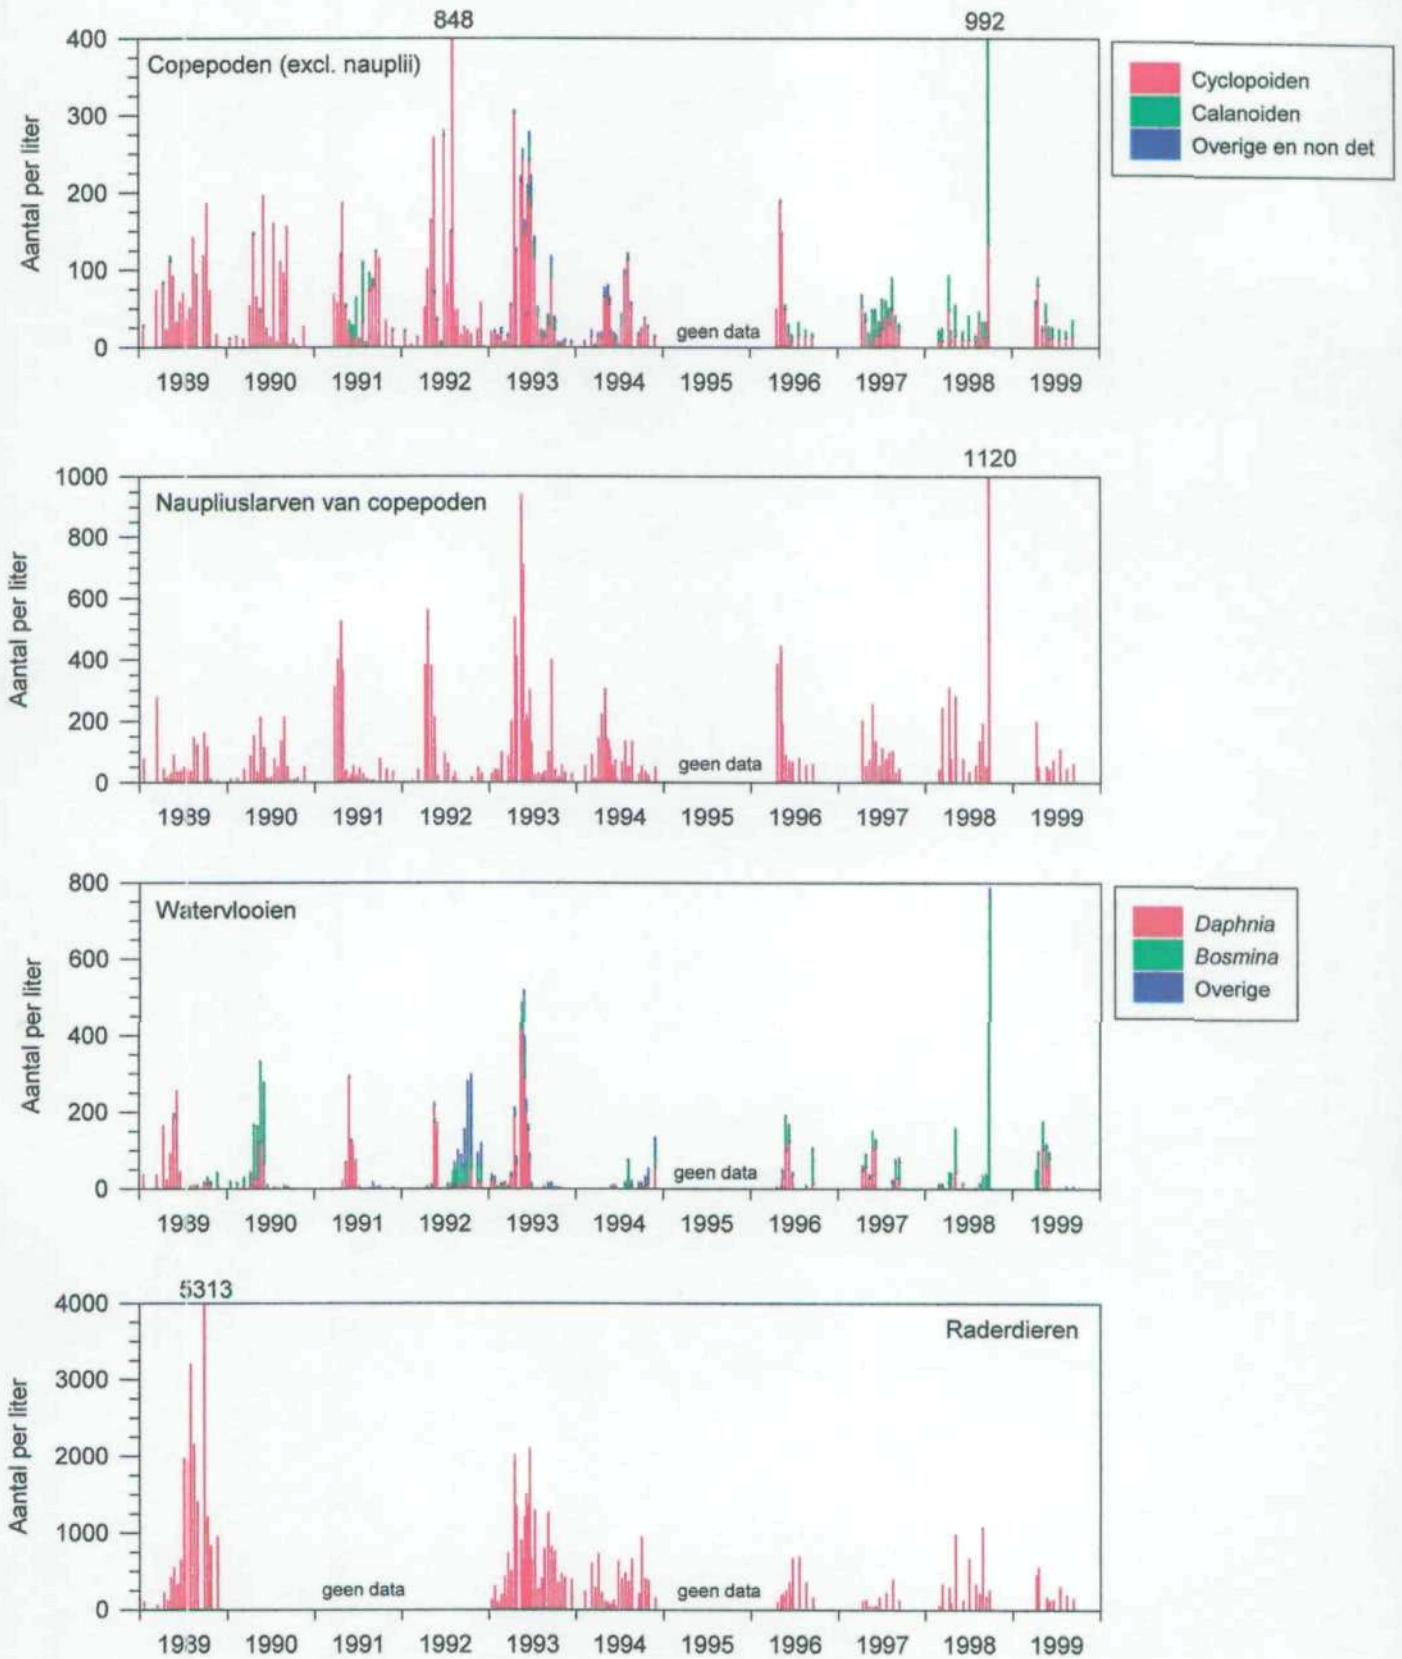 848 992
400
Copepoden (excl. nauplii)
300
200
100
0
Aantal per liter
geen data
1989 1990 1991 1992 1993 1994 1995 1996 1997 1998 1999
Cyclopoiden
Calanoiden
Overige en non det
1120
1000
Naupliuslarven van copepoden
800
600
400
200
0
Aantal per liter
geen data
1989 1990 1991 1992 1993 1994 1995 1996 1997 1998 1999
800
Watervlooien
600
400
200
0
Aantal per liter
geen data
1989 1990 1991 1992 1993 1994 1995 1996 1997 1998 1999
Daphnia
Bosmina
Overige
5313
4000
Raderdieren
3000
2000
1000
0
Aantal per liter
geen data geen data
1989 1990 1991 1992 1993 1994 1995 1996 1997 1998 1999